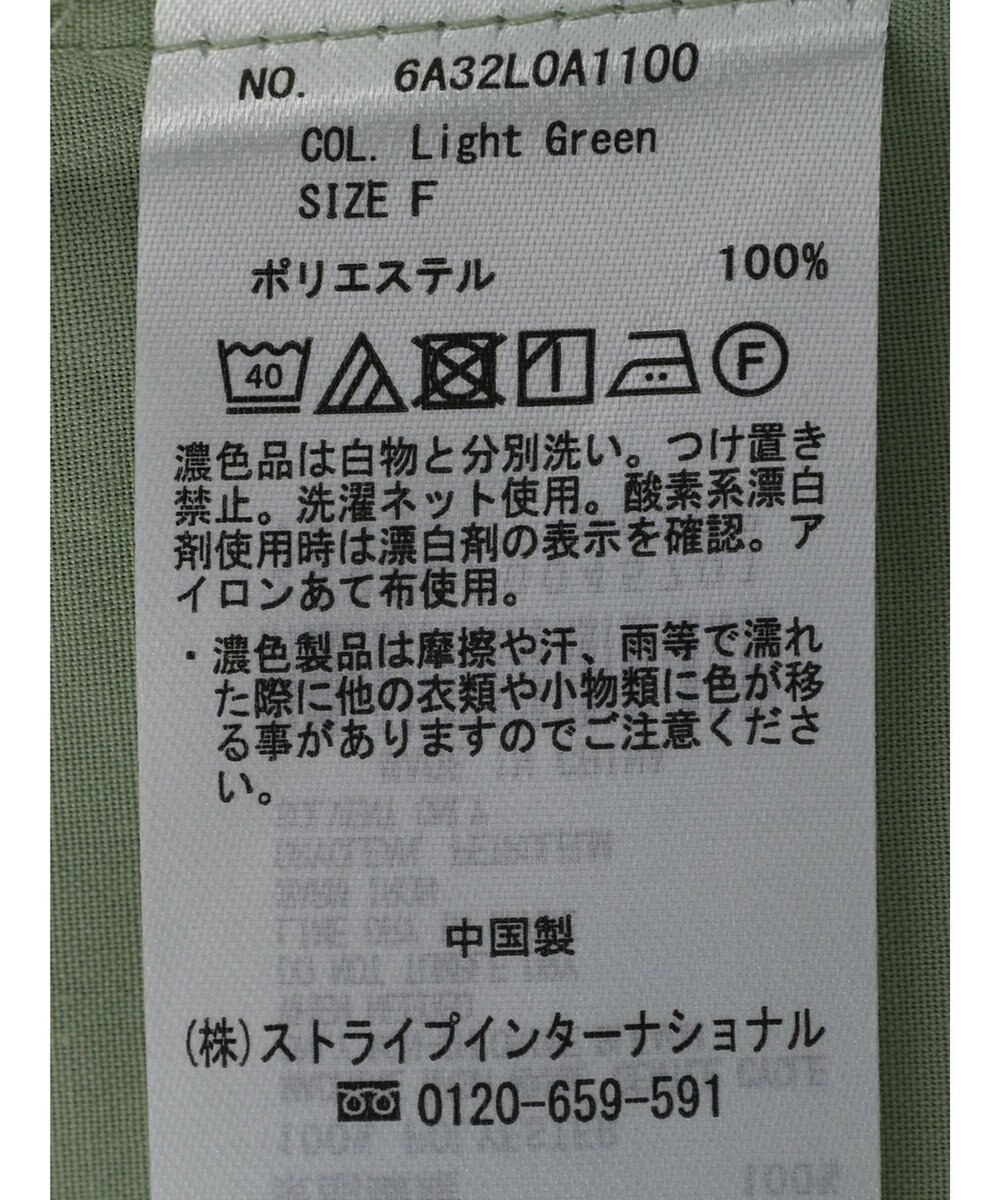 NO. 6A32L0A1100
COL. Light Green
SIZE F
ポリエステル 100%
40 F
濃色品は白物と分別洗い。つけ置き
禁止。洗濯ネット使用。酸素系漂白
剤使用時は漂白剤の表示を確認。ア
イロンあて布使用。
・濃色製品は摩擦や汗、雨等で濡れ
た際に他の衣類や小物類に色が移
る事がありますのでご注意くださ
い。
中国製
(株)ストライプインターナショナル
0120-659-591